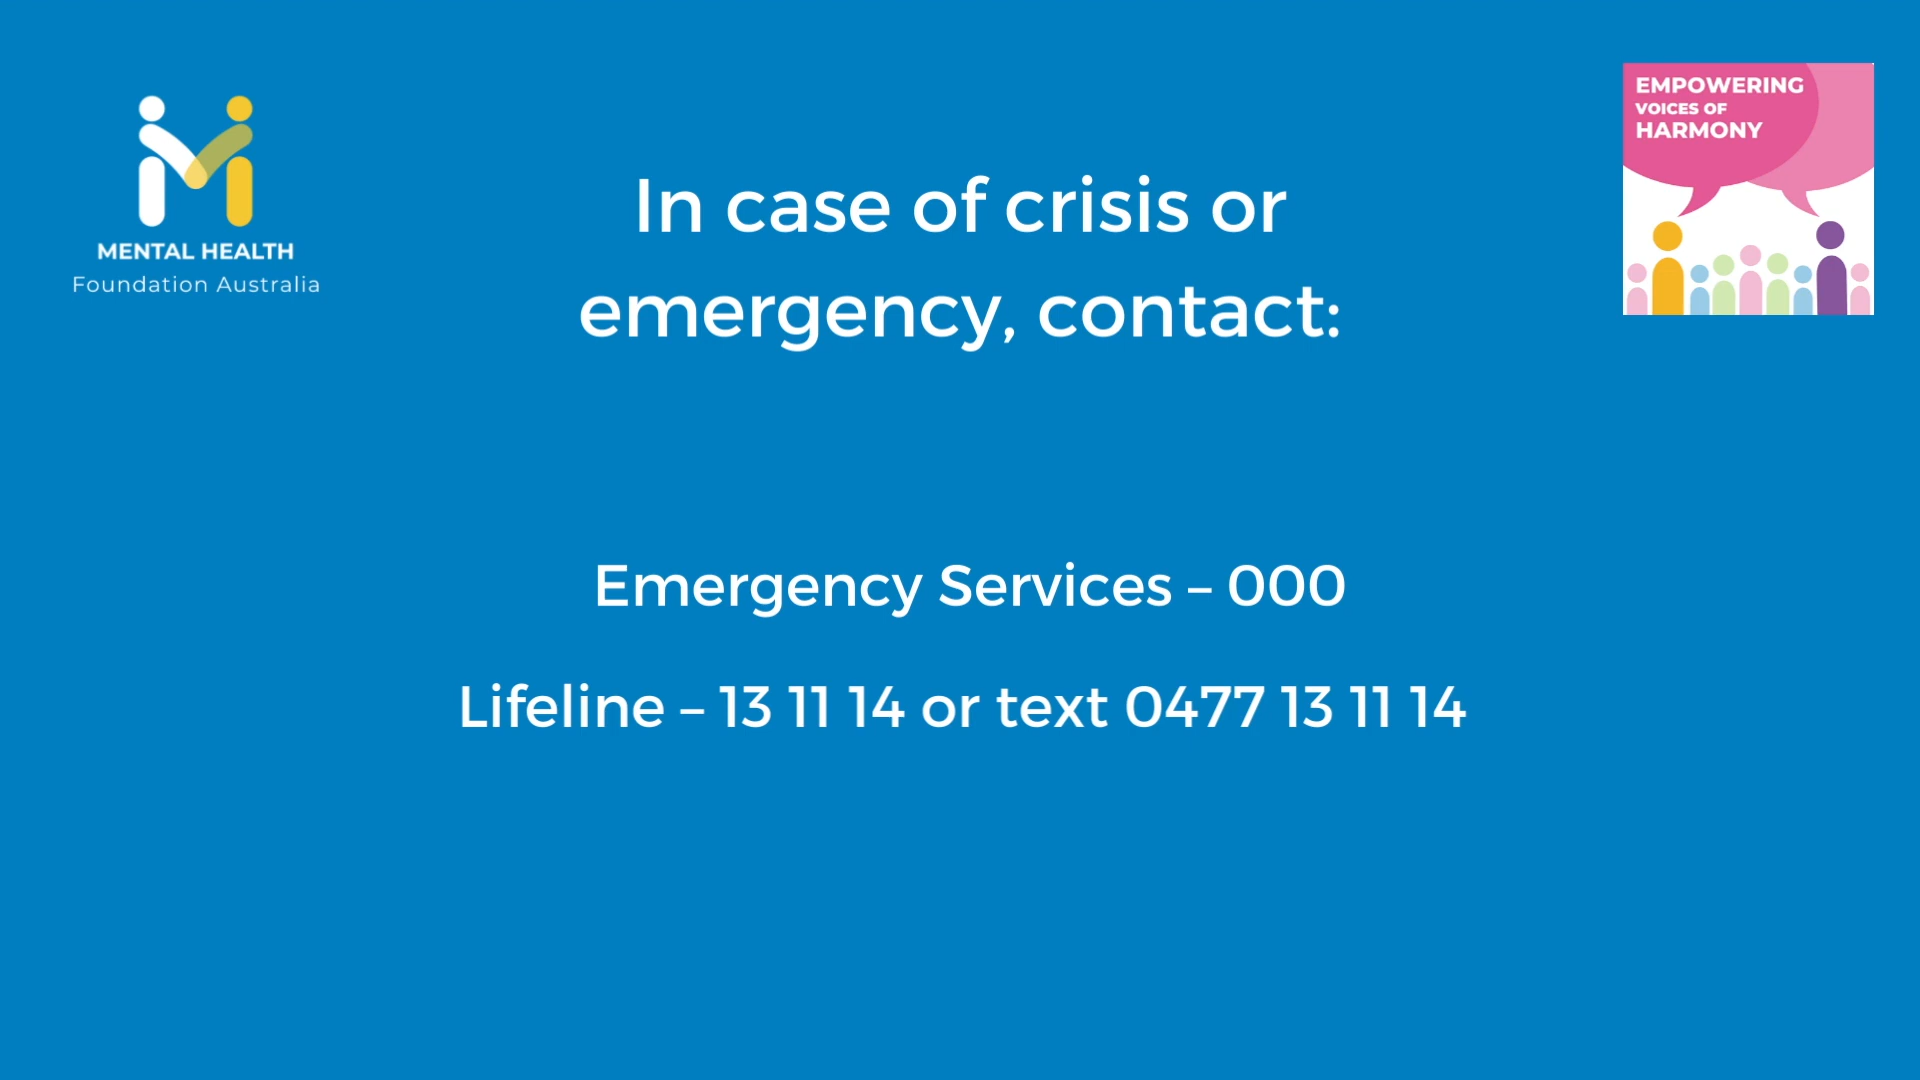 MENTAL HEALTH
Foundation Australia
EMPOWERING
VOICES OF
HARMONY
In case of crisis or
emergency, contact:
Emergency Services – 000
Lifeline – 13 11 14 or text 0477 13 11 14